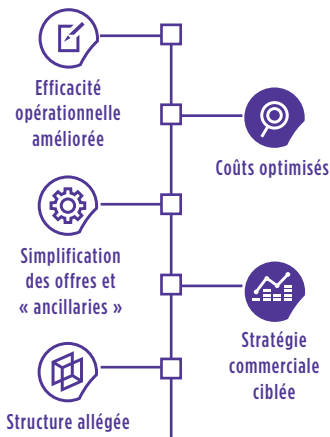 Efficacité
opérationnelle
améliorée
Coûts optimisés
Simplification
des offres et
« ancillaries »
Stratégie
commerciale
ciblée
Structure allégée